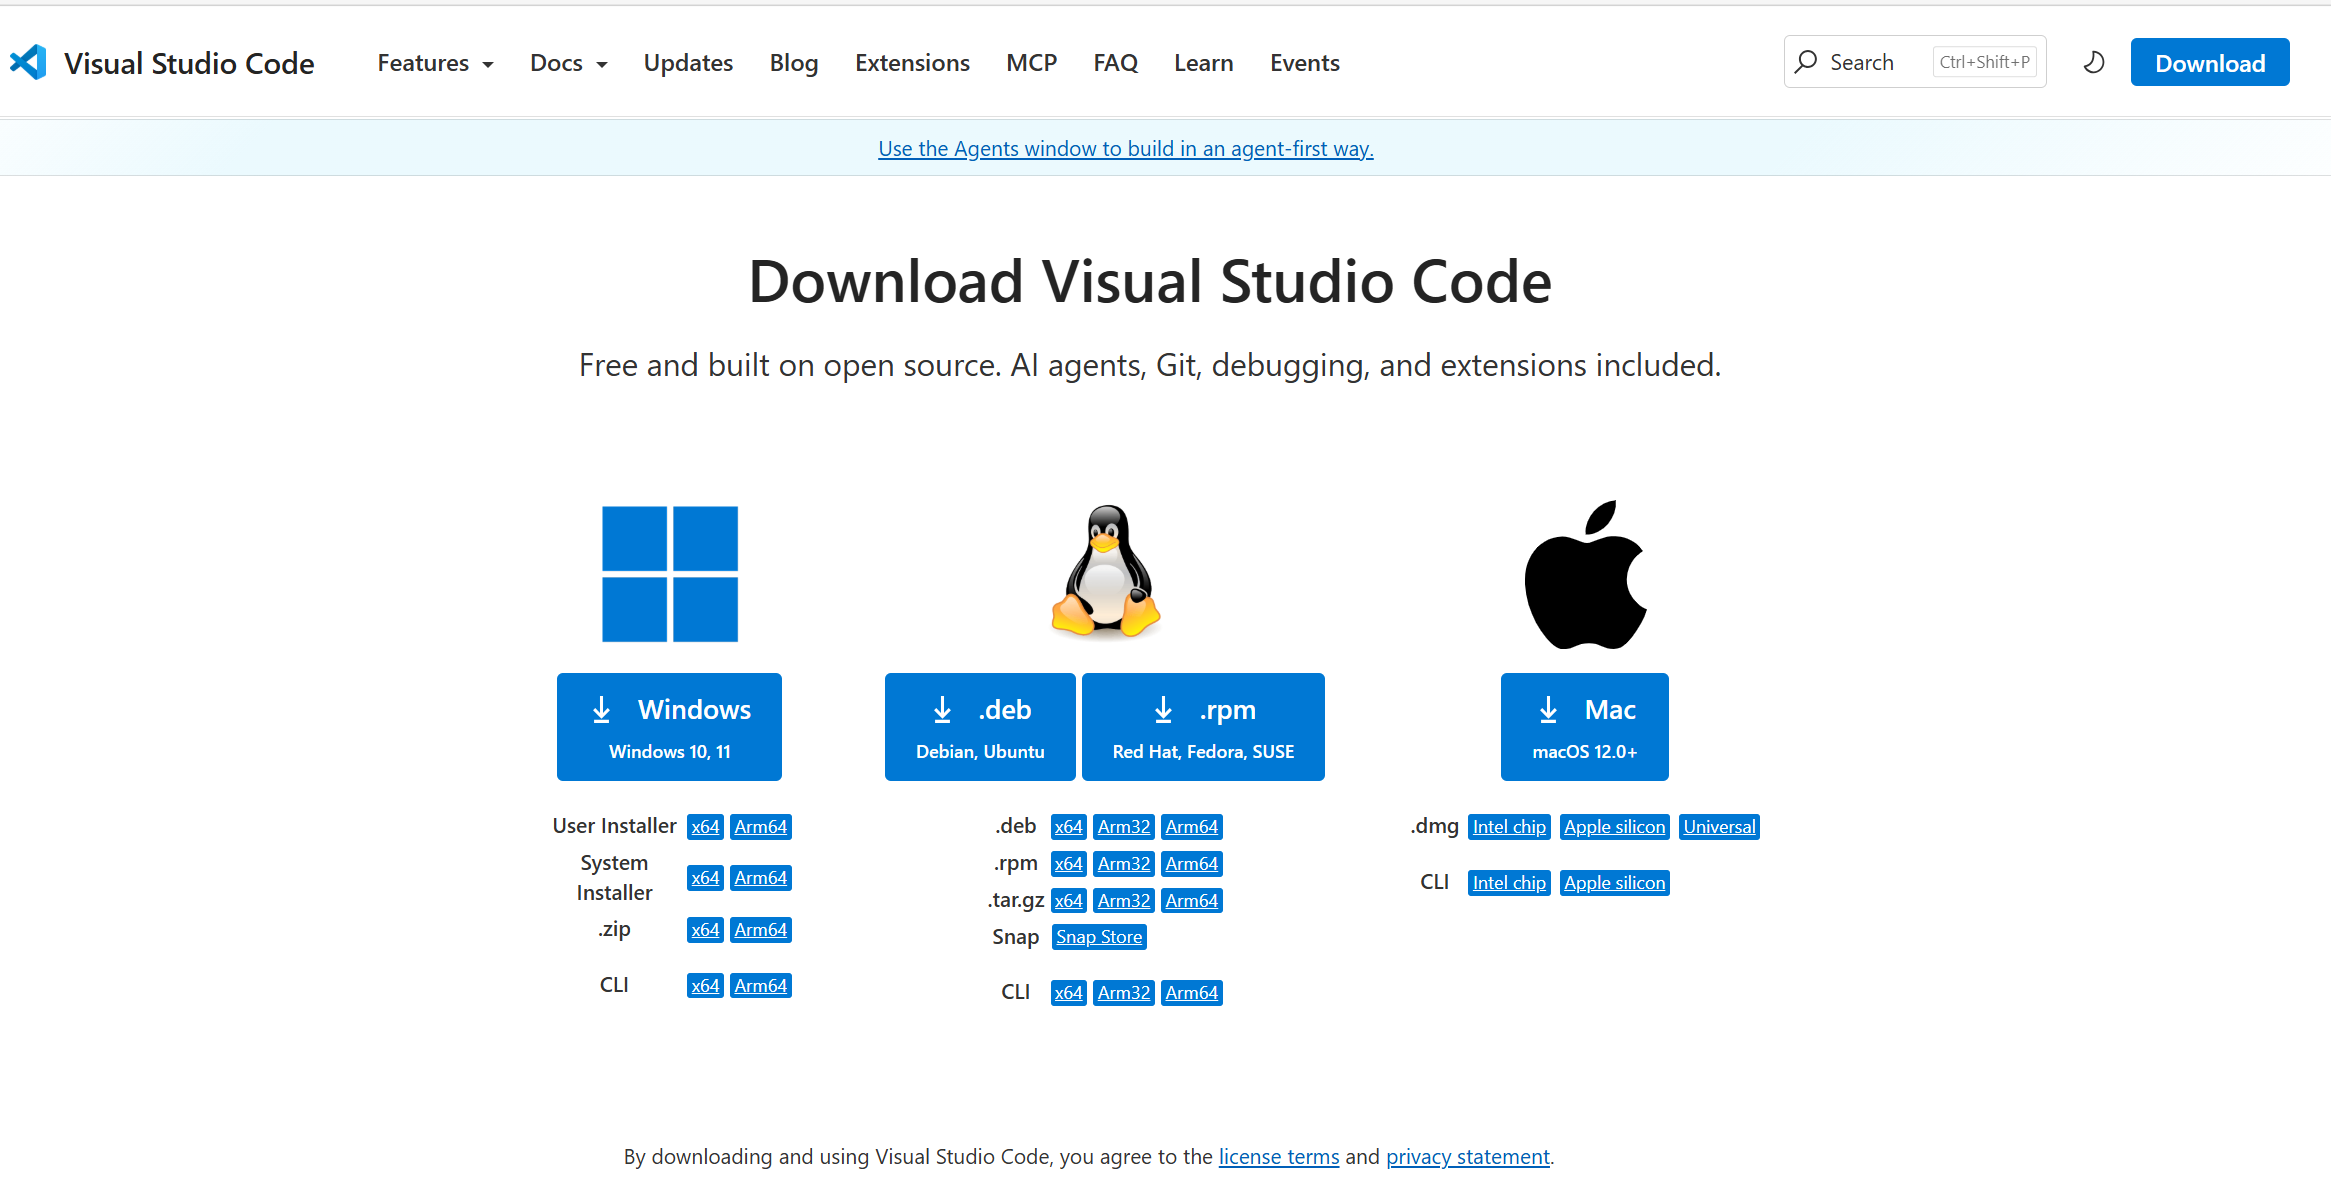 Visual Studio Code Features Docs Updates Blog Extensions MCP FAQ Learn Events Search Ctrl+Shift+P Download
Use the Agents window to build in an agent-first way.
Download Visual Studio Code
Free and built on open source. AI agents, Git, debugging, and extensions included.
Windows
Windows 10, 11
User Installer x64 Arm64
System Installer x64 Arm64
.zip x64 Arm64
CLI x64 Arm64
.deb
Debian, Ubuntu
.rpm
Red Hat, Fedora, SUSE
.deb x64 Arm32 Arm64
.rpm x64 Arm32 Arm64
.tar.gz x64 Arm32 Arm64
Snap Snap Store
CLI x64 Arm32 Arm64
Mac
macOS 12.0+
.dmg Intel chip Apple silicon Universal
CLI Intel chip Apple silicon
By downloading and using Visual Studio Code, you agree to the license terms and privacy statement.